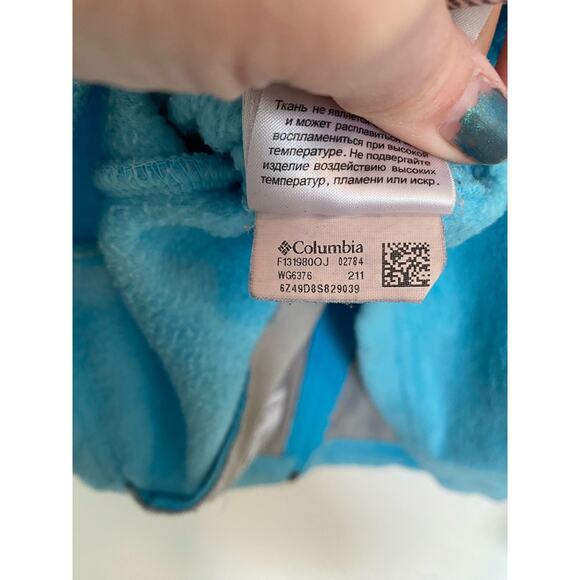 Ткань не является
и может расплавиться
воспламениться при высокой
температуре. Не подвергайте
изделие воздействию высоких
температур, пламени или искр.
Columbia
F131980OJ 02784
WG6376 211
6Z49D8S829039